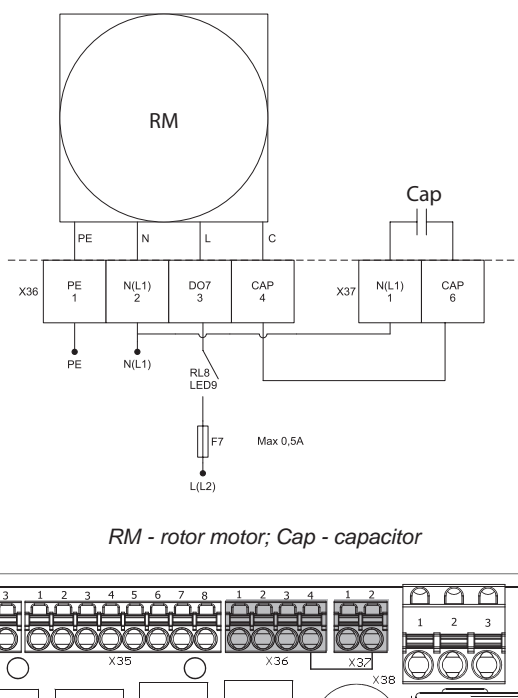 RM
Cap
PE N L C
X36 PE 1 N(L1) 2 DO7 3 CAP 4 X37 N(L1) 1 CAP 6
PE N(L1)
RL8
LED9
F7 Max 0,5A
L(L2)
RM - rotor motor; Cap - capacitor
3 1 2 3 4 5 6 7 8 1 2 3 4 1 2
1 2 3
X35 X36 X37
X38